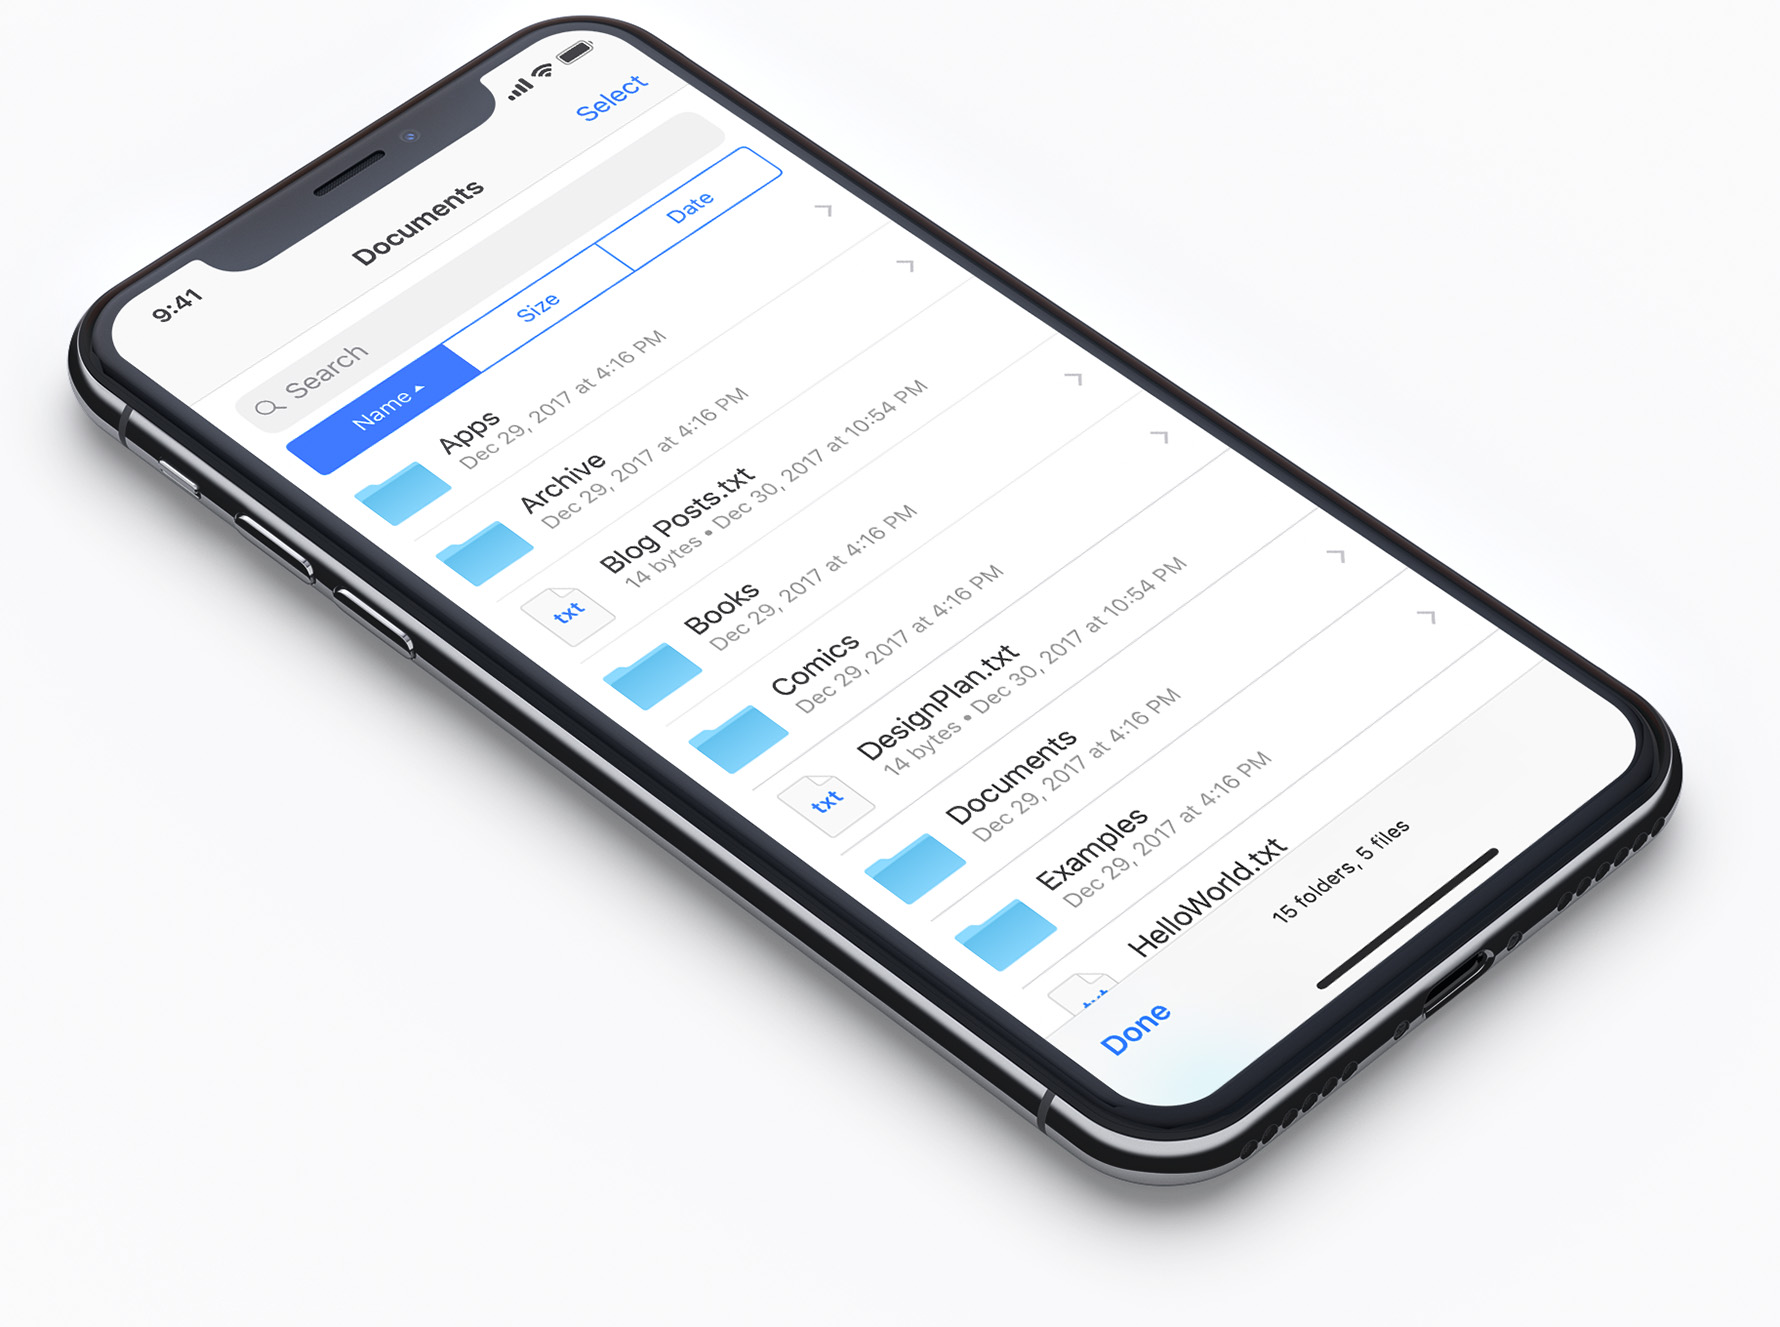 9:41
Select
Documents
Search
Name
Size
Date
Apps
Dec 29, 2017 at 4:16 PM
Archive
Dec 29, 2017 at 4:16 PM
txt
Blog Posts.txt
14 bytes • Dec 30, 2017 at 10:54 PM
Books
Dec 29, 2017 at 4:16 PM
Comics
Dec 29, 2017 at 4:16 PM
txt
DesignPlan.txt
14 bytes • Dec 30, 2017 at 10:54 PM
Documents
Dec 29, 2017 at 4:16 PM
Examples
Dec 29, 2017 at 4:16 PM
txt
HelloWorld.txt
Done
15 folders, 5 files